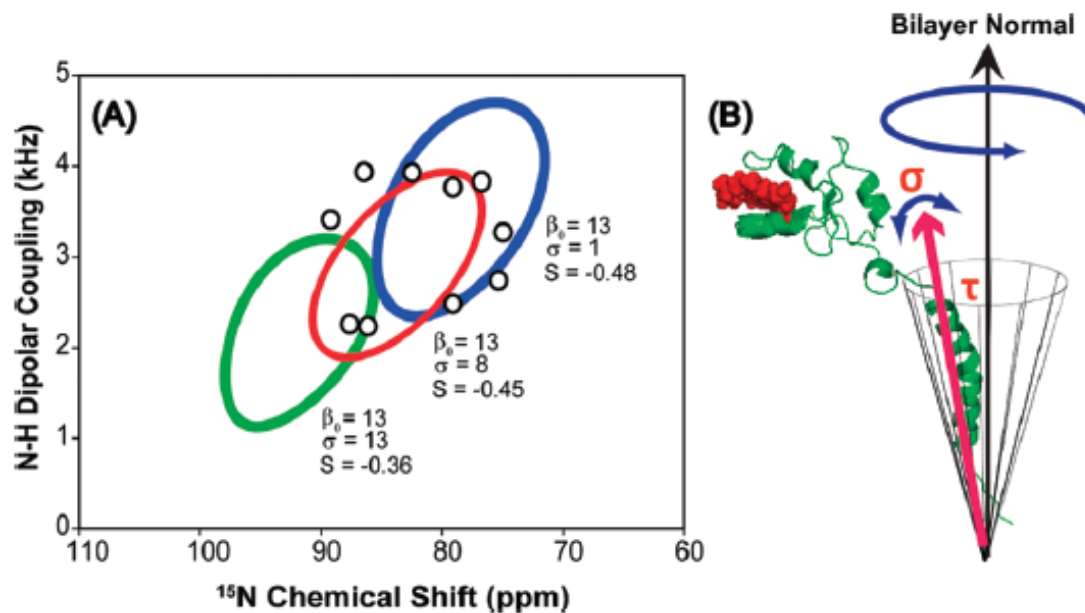 Bilayer Normal
(A)
(B)
N-H Dipolar Coupling (kHz)
5
4
3
2
1
0
β₀ = 13
σ = 1
S = -0.48
β₀ = 13
σ = 8
S = -0.45
β₀ = 13
σ = 13
S = -0.36
110
100
90
80
70
60
¹⁵N Chemical Shift (ppm)
σ
τ